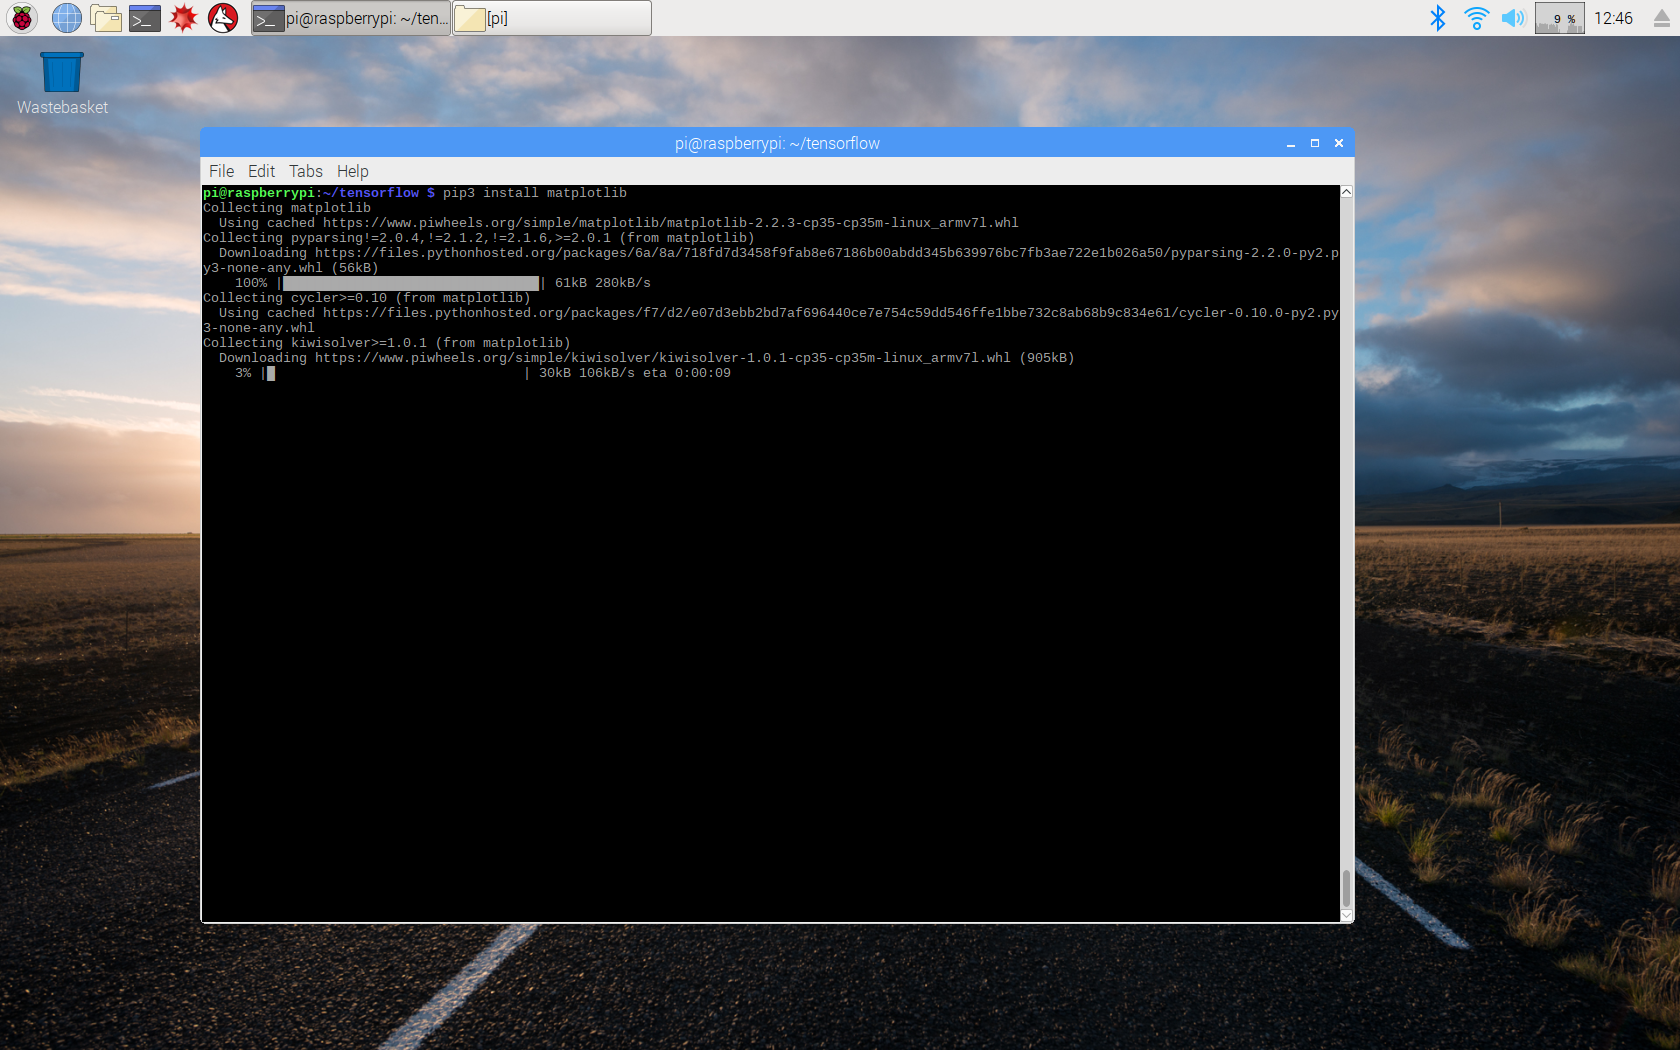 pi@raspberrypi: ~/ten...
[pi]
9 %
12:46
Wastebasket
pi@raspberrypi: ~/tensorflow
File Edit Tabs Help
pi@raspberrypi:~/tensorflow $ pip3 install matplotlib
Collecting matplotlib
  Using cached https://www.piwheels.org/simple/matplotlib/matplotlib-2.2.3-cp35-cp35m-linux_armv7l.whl
Collecting pyparsing!=2.0.4,!=2.1.2,!=2.1.6,>=2.0.1 (from matplotlib)
  Downloading https://files.pythonhosted.org/packages/6a/8a/718fd7d3458f9fab8e67186b00abdd345b639976bc7fb3ae722e1b026a50/pyparsing-2.2.0-py2.p
y3-none-any.whl (56kB)
    100% |████████████████████████████████| 61kB 280kB/s
Collecting cycler>=0.10 (from matplotlib)
  Using cached https://files.pythonhosted.org/packages/f7/d2/e07d3ebb2bd7af696440ce7e754c59dd546ffe1bbe732c8ab68b9c834e61/cycler-0.10.0-py2.py
3-none-any.whl
Collecting kiwisolver>=1.0.1 (from matplotlib)
  Downloading https://www.piwheels.org/simple/kiwisolver/kiwisolver-1.0.1-cp35-cp35m-linux_armv7l.whl (905kB)
    3% |█                               | 30kB 106kB/s eta 0:00:09